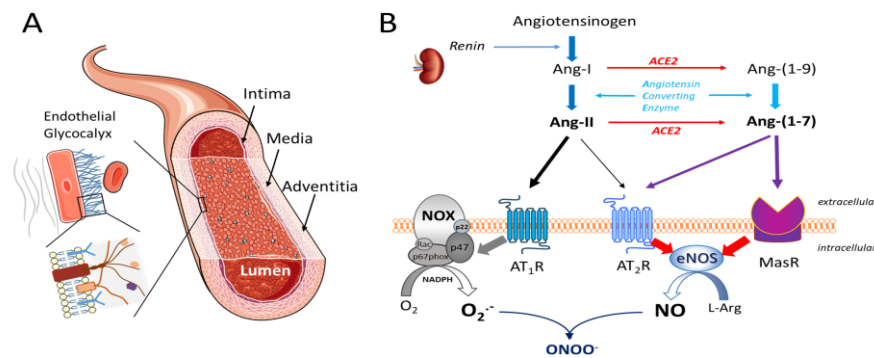 A
Endothelial
Glycocalyx
Intima
Media
Adventitia
Lumen
B
Angiotensinogen
Renin
Ang-I
ACE2
Ang-(1-9)
Angiotensin
Converting
Enzyme
Ang-II
ACE2
Ang-(1-7)
NOX
p22
Rac
p47
p67phox
NADPH
AT₁R
AT₂R
eNOS
MasR
extracellular
intracellular
O₂
O₂·-
NO
L-Arg
ONOO⁻